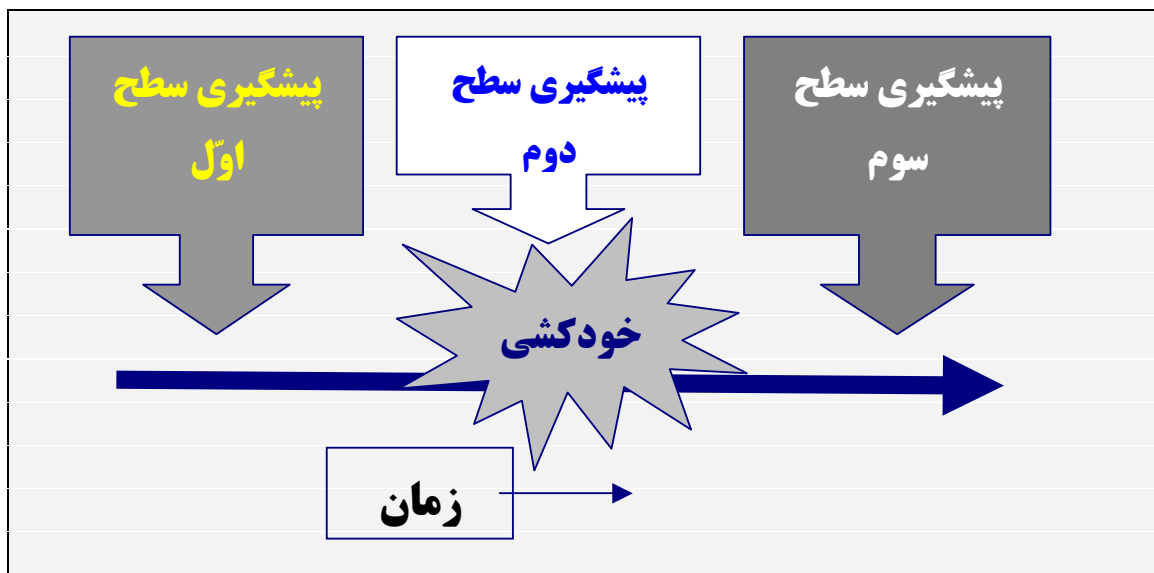 پیشگیری سطح
اوّل
پیشگیری سطح
دوم
پیشگیری سطح
سوم
خودکشی
زمان